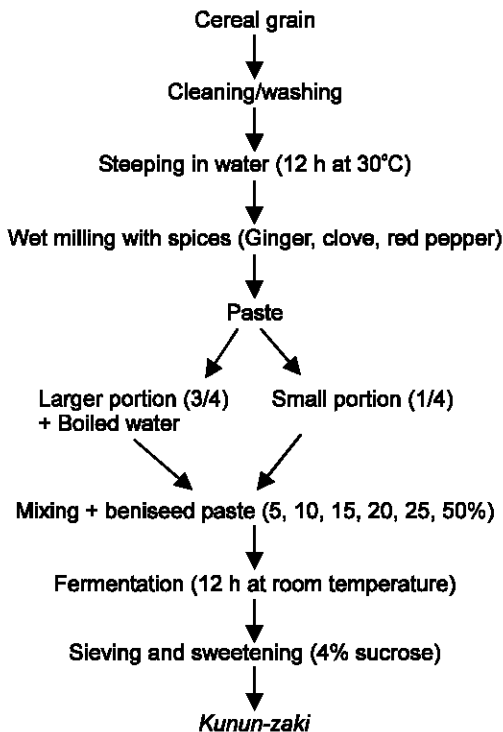 Cereal grain
Cleaning/washing
Steeping in water (12 h at 30°C)
Wet milling with spices (Ginger, clove, red pepper)
Paste
Larger portion (3/4)
+ Boiled water
Small portion (1/4)
Mixing + beniseed paste (5, 10, 15, 20, 25, 50%)
Fermentation (12 h at room temperature)
Sieving and sweetening (4% sucrose)
Kunun-zaki